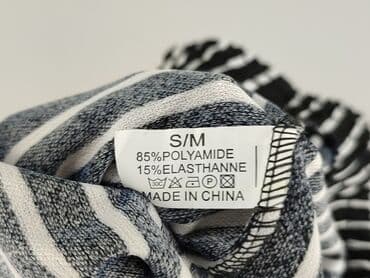 S/M
85%POLYAMIDE
15%ELASTHANNE
MADE IN CHINA